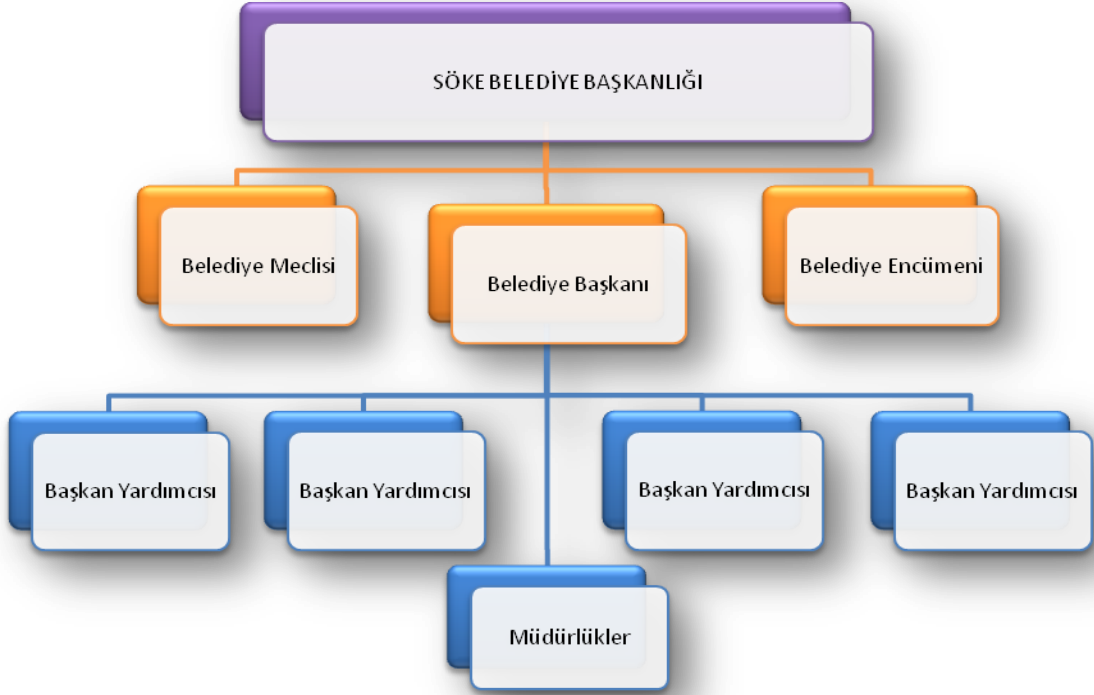 SÖKE BELEDİYE BAŞKANLIĞI
Belediye Meclisi
Belediye Başkanı
Belediye Encümeni
Başkan Yardımcısı
Başkan Yardımcısı
Başkan Yardımcısı
Başkan Yardımcısı
Müdürlükler